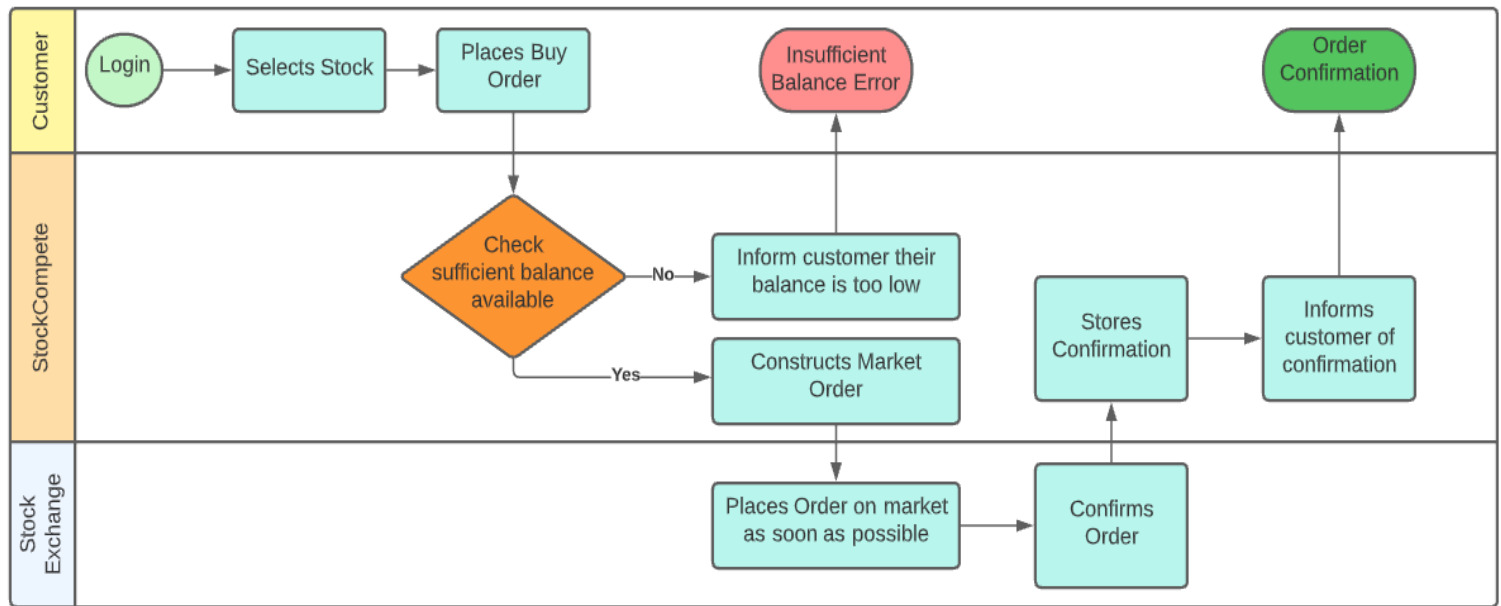 Customer
Login
Selects Stock
Places Buy
Order
Insufficient
Balance Error
Order
Confirmation
StockCompete
Check
sufficient balance
available
No
Inform customer their
balance is too low
Yes
Constructs Market
Order
Stores
Confirmation
Informs
customer of
confirmation
Stock
Exchange
Places Order on market
as soon as possible
Confirms
Order